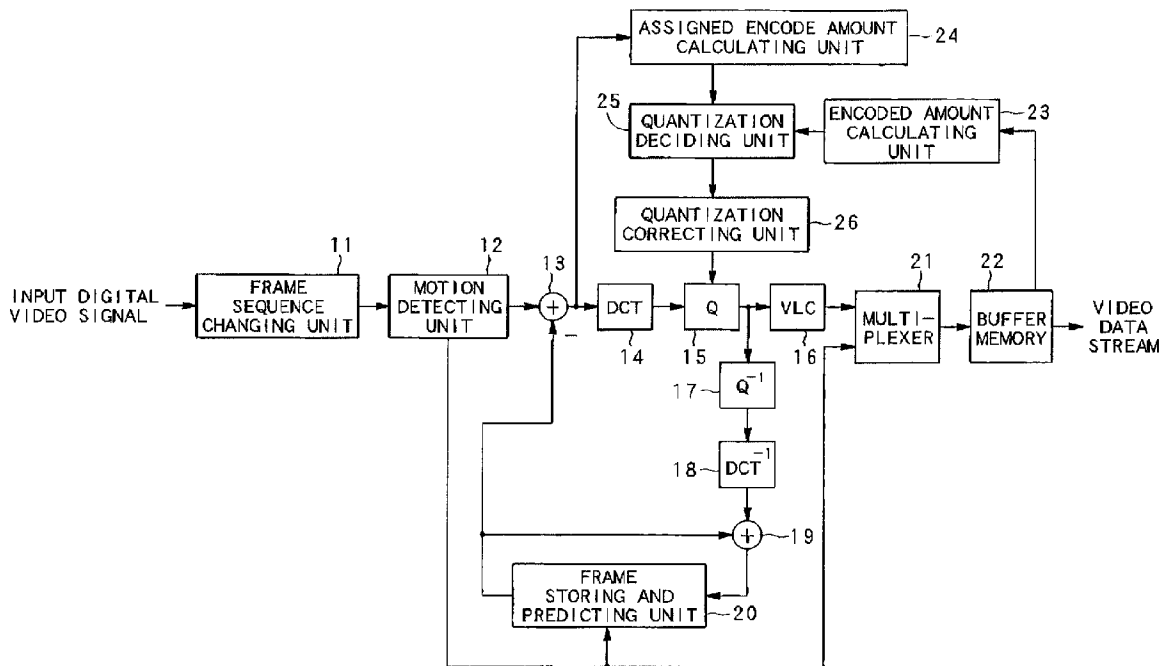 ASSIGNED ENCODE AMOUNT
CALCULATING UNIT
24
25
QUANTIZATION
DECIDING UNIT
ENCODED AMOUNT
CALCULATING
UNIT
23
QUANTIZATION
CORRECTING UNIT
26
INPUT DIGITAL
VIDEO SIGNAL
11
FRAME
SEQUENCE
CHANGING UNIT
12
MOTION
DETECTING
UNIT
13
+
−
DCT
14
Q
15
VLC
16
21
MULTI-
PLEXER
22
BUFFER
MEMORY
VIDEO
DATA
STREAM
Q⁻¹
17
DCT⁻¹
18
+
19
FRAME
STORING AND
PREDICTING UNIT
20